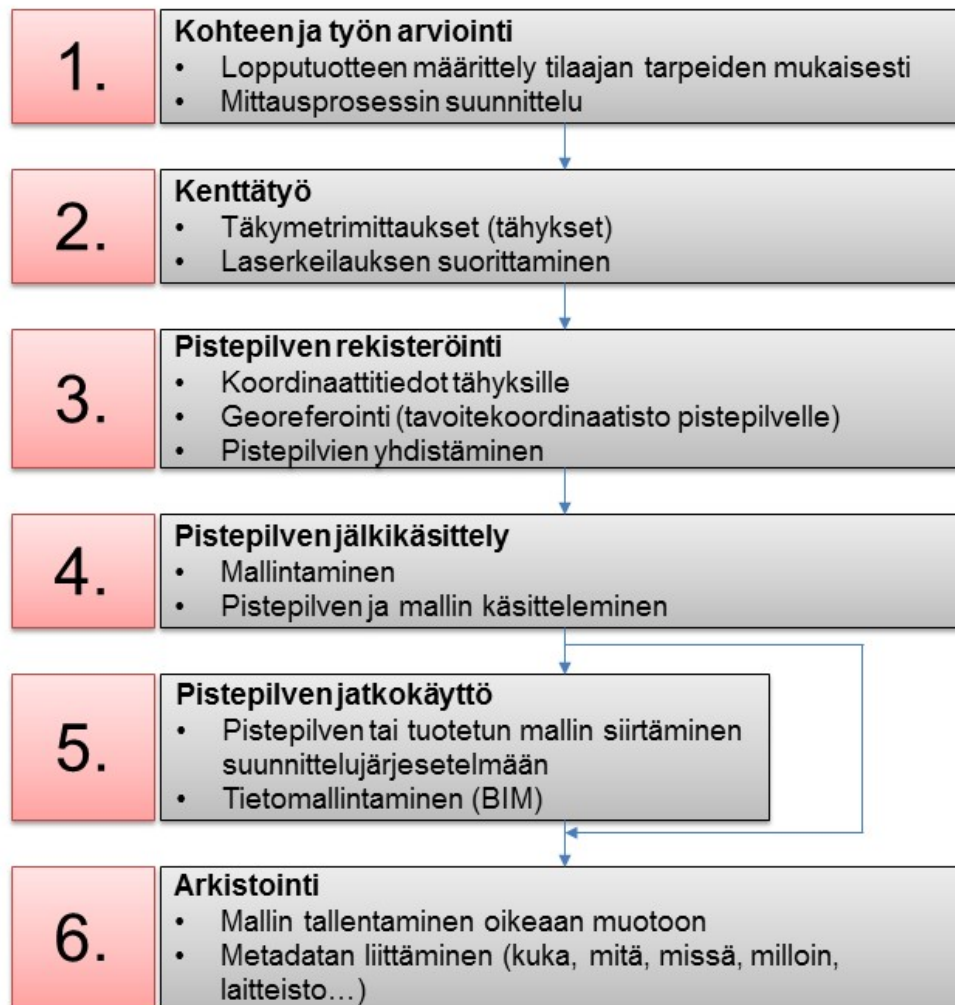 1.
Kohteen ja työn arviointi
• Lopputuotteen määrittely tilaajan tarpeiden mukaisesti
• Mittausprosessin suunnittelu
2.
Kenttätyö
• Täkymetrimittaukset (tähykset)
• Laserkeilauksen suorittaminen
3.
Pistepilven rekisteröinti
• Koordinaattitiedot tähyksille
• Georeferointi (tavoitekoordinaatisto pistepilvelle)
• Pistepilvien yhdistäminen
4.
Pistepilven jälkikäsittely
• Mallintaminen
• Pistepilven ja mallin käsitteleminen
5.
Pistepilven jatkokäyttö
• Pistepilven tai tuotetun mallin siirtäminen
suunnittelujärjesetelmään
• Tietomallintaminen (BIM)
6.
Arkistointi
• Mallin tallentaminen oikeaan muotoon
• Metadatan liittäminen (kuka, mitä, missä, milloin,
laitteisto…)